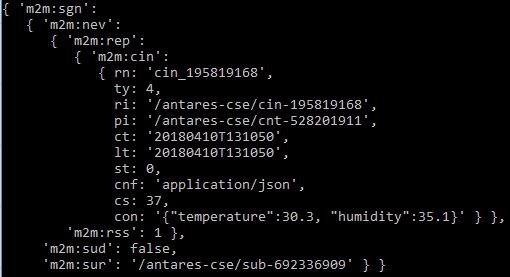 { 'm2m:sgn':
{ 'm2m:nev':
{ 'm2m:rep':
{ 'm2m:cin':
{ rn: 'cin_195819168',
ty: 4,
ri: '/antares-cse/cin-195819168',
pi: '/antares-cse/cnt-528201911',
ct: '20180410T131050',
lt: '20180410T131050',
st: 0,
cnf: 'application/json',
cs: 37,
con: '{"temperature":30.3, "humidity":35.1}' } },
'm2m:rss': 1 },
'm2m:sud': false,
'm2m:sur': '/antares-cse/sub-692336909' } }